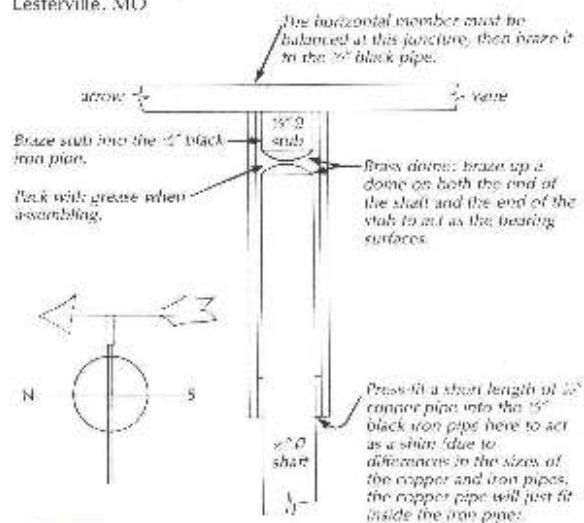 Lesterville, MO
The horizontal member must be
balanced at this juncture, then braze it
to the black pipe.
arrow
vane
stub
Braze stub into the black
iron pipe.
Pack with grease when
assembling.
Brass dome: braze up a
dome on both the end of
the shaft and the end of the
stub to act as the bearing
surfaces.
N
S
shaft
Press-fit a short length of
copper pipe into the
black iron pipe here to act
as a shim (due to
differences in the sizes of
the copper and iron pipes,
the copper pipe will just fit
inside the iron pipe).